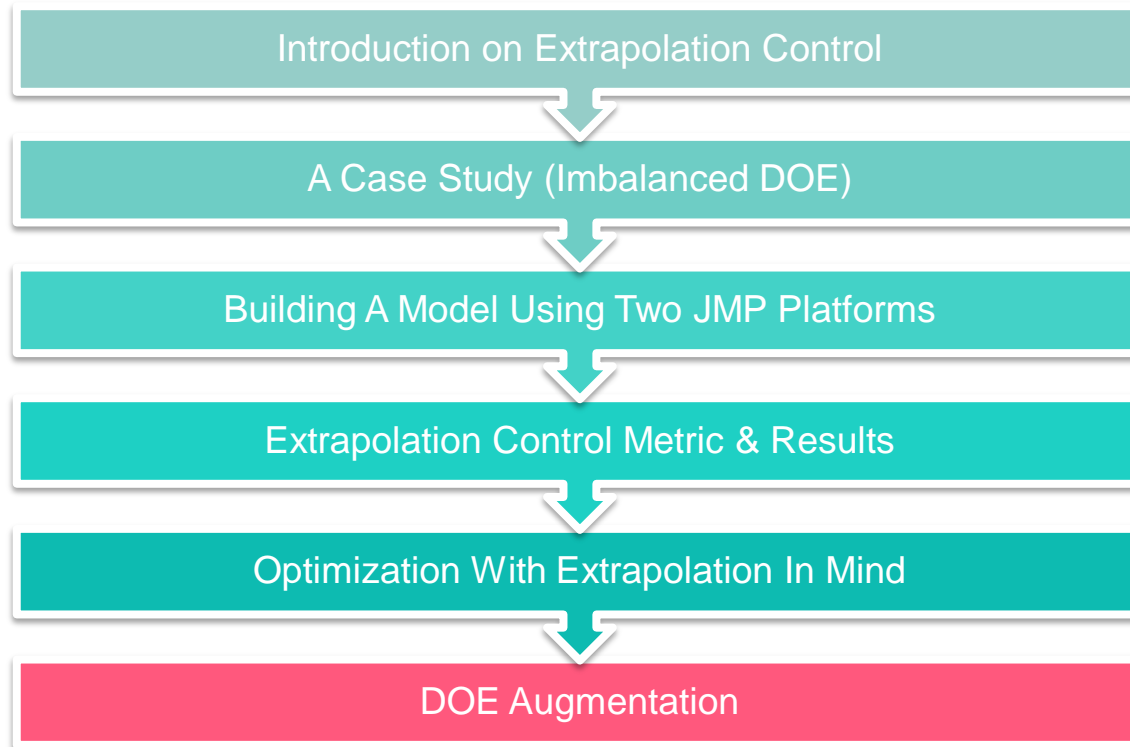 Introduction on Extrapolation Control
A Case Study (Imbalanced DOE)
Building A Model Using Two JMP Platforms
Extrapolation Control Metric & Results
Optimization With Extrapolation In Mind
DOE Augmentation